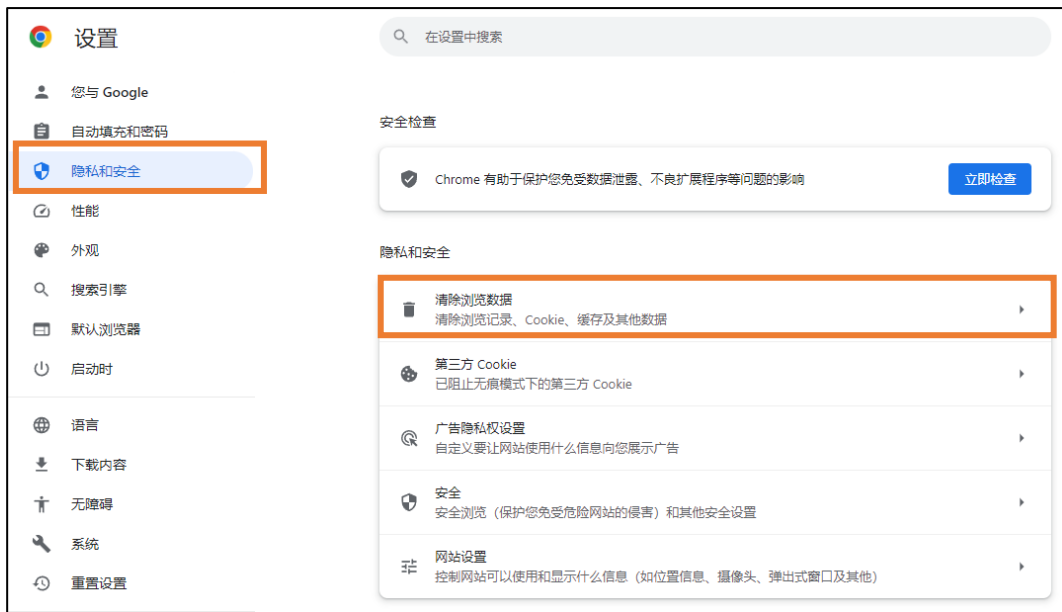 设置
在设置中搜索
您与 Google
自动填充和密码
隐私和安全
性能
外观
搜索引擎
默认浏览器
启动时
语言
下载内容
无障碍
系统
重置设置
安全检查
Chrome 有助于保护您免受数据泄露、不良扩展程序等问题的影响
立即检查
隐私和安全
清除浏览数据
清除浏览记录、Cookie、缓存及其他数据
第三方 Cookie
已阻止无痕模式下的第三方 Cookie
广告隐私权设置
自定义要让网站使用什么信息向您展示广告
安全
安全浏览（保护您免受危险网站的侵害）和其他安全设置
网站设置
控制网站可以使用和显示什么信息（如位置信息、摄像头、弹出式窗口及其他）